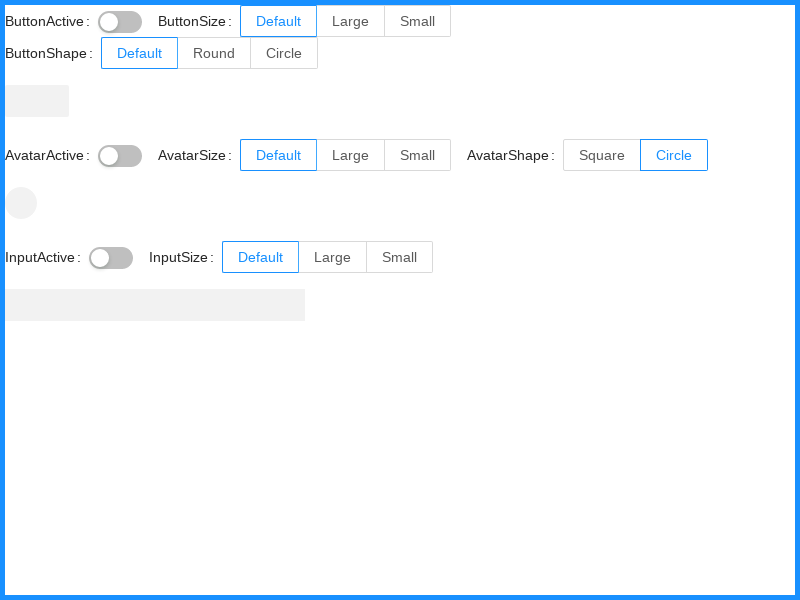 ButtonActive: ButtonSize: Default Large Small
ButtonShape: Default Round Circle
AvatarActive: AvatarSize: Default Large Small AvatarShape: Square Circle
InputActive: InputSize: Default Large Small